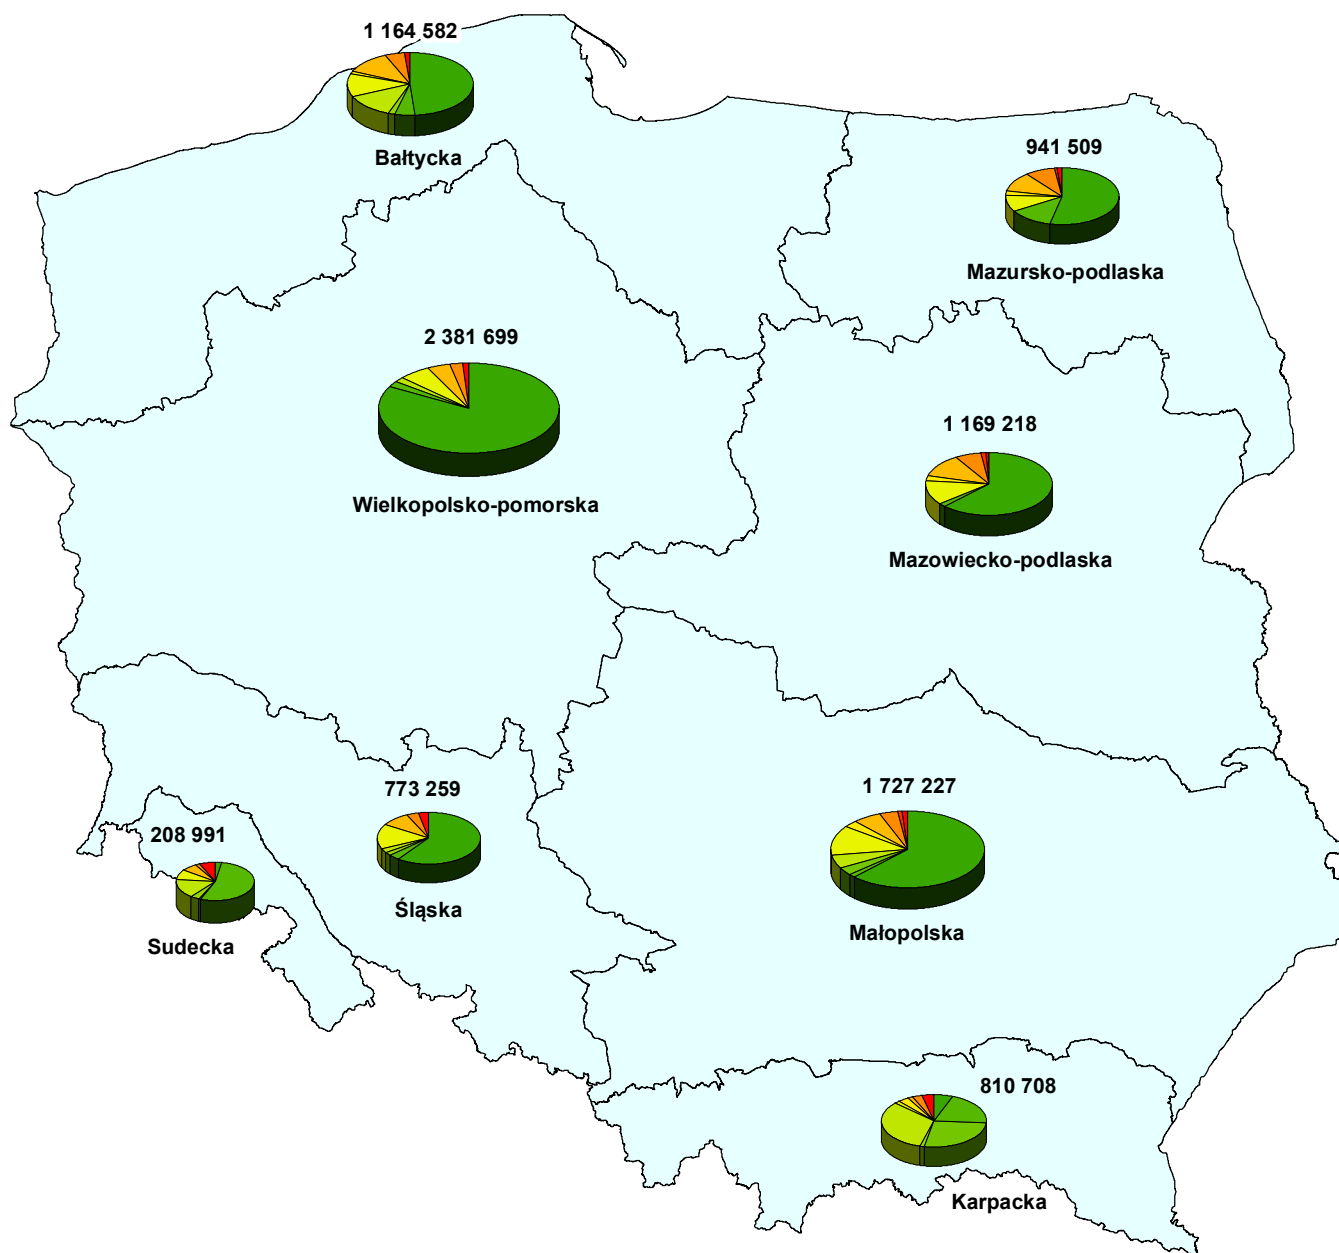 1 164 582
Bałtycka
941 509
Mazursko-podlaska
2 381 699
Wielkopolsko-pomorska
1 169 218
Mazowiecko-podlaska
773 259
Śląska
208 991
Sudecka
1 727 227
Małopolska
810 708
Karpacka